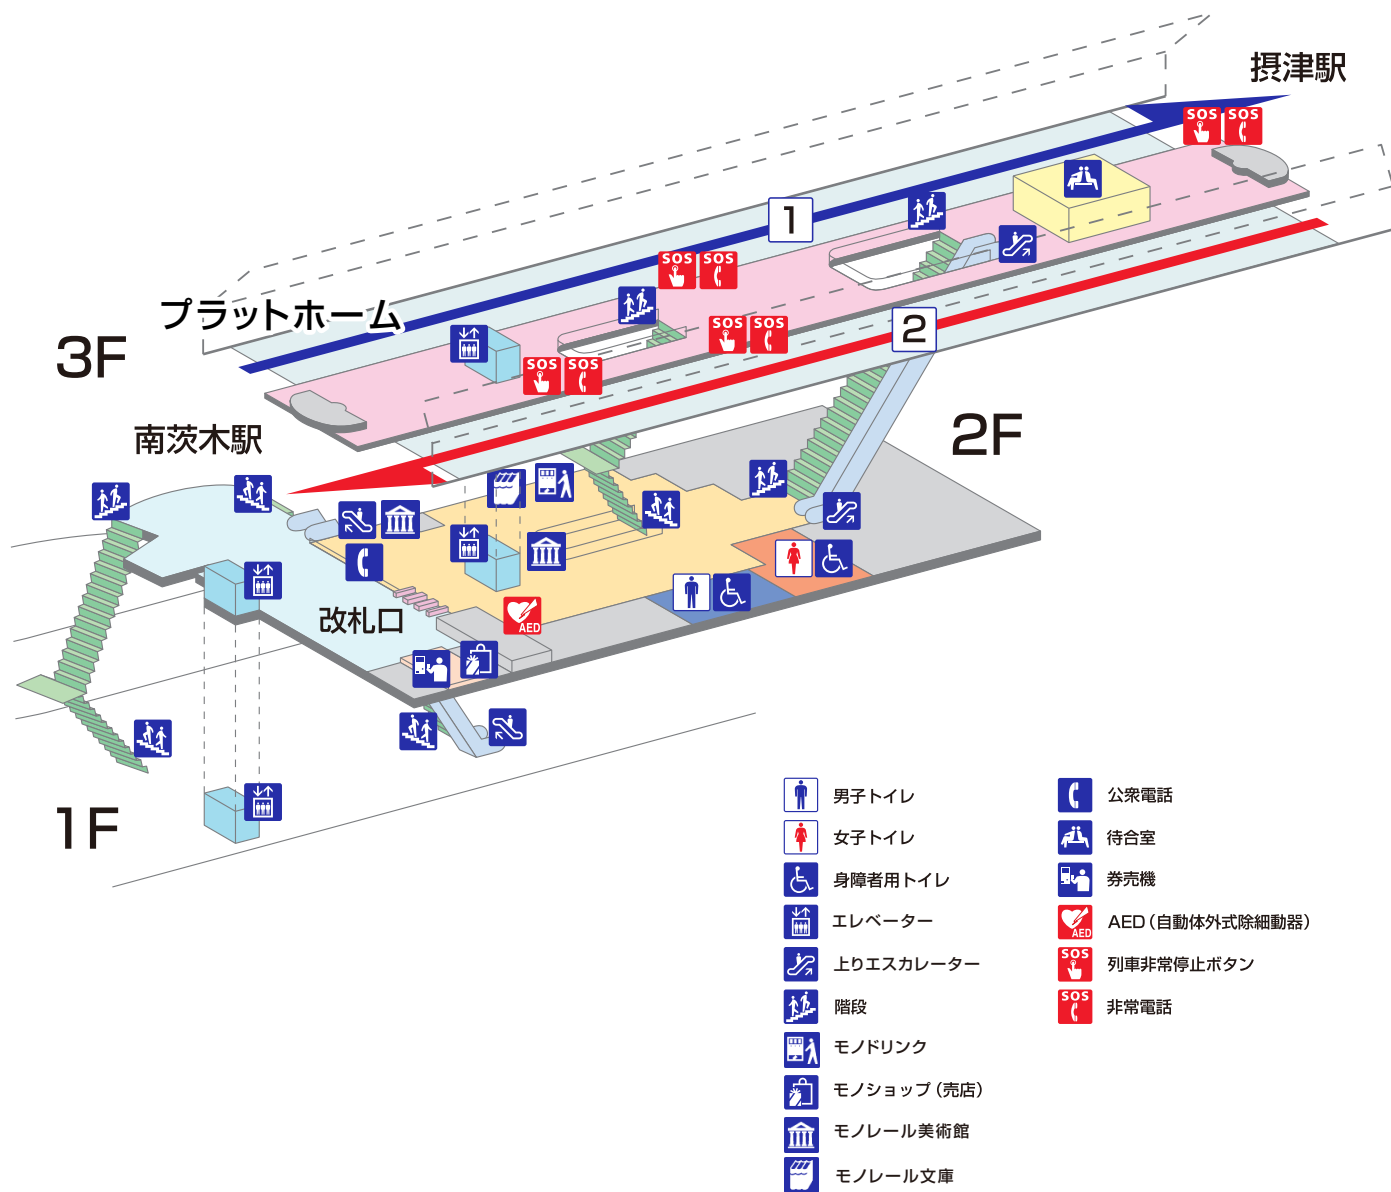 摂津駅
SOS
SOS
1
SOS
SOS
プラットホーム
3F
2
SOS
SOS
SOS
SOS
南茨木駅
2F
改札口
AED
1F
男子トイレ
女子トイレ
身障者用トイレ
エレベーター
上りエスカレーター
階段
モノドリンク
モノショップ（売店）
モノレール美術館
モノレール文庫
公衆電話
待合室
券売機
AED
AED（自動体外式除細動器）
SOS
列車非常停止ボタン
SOS
非常電話